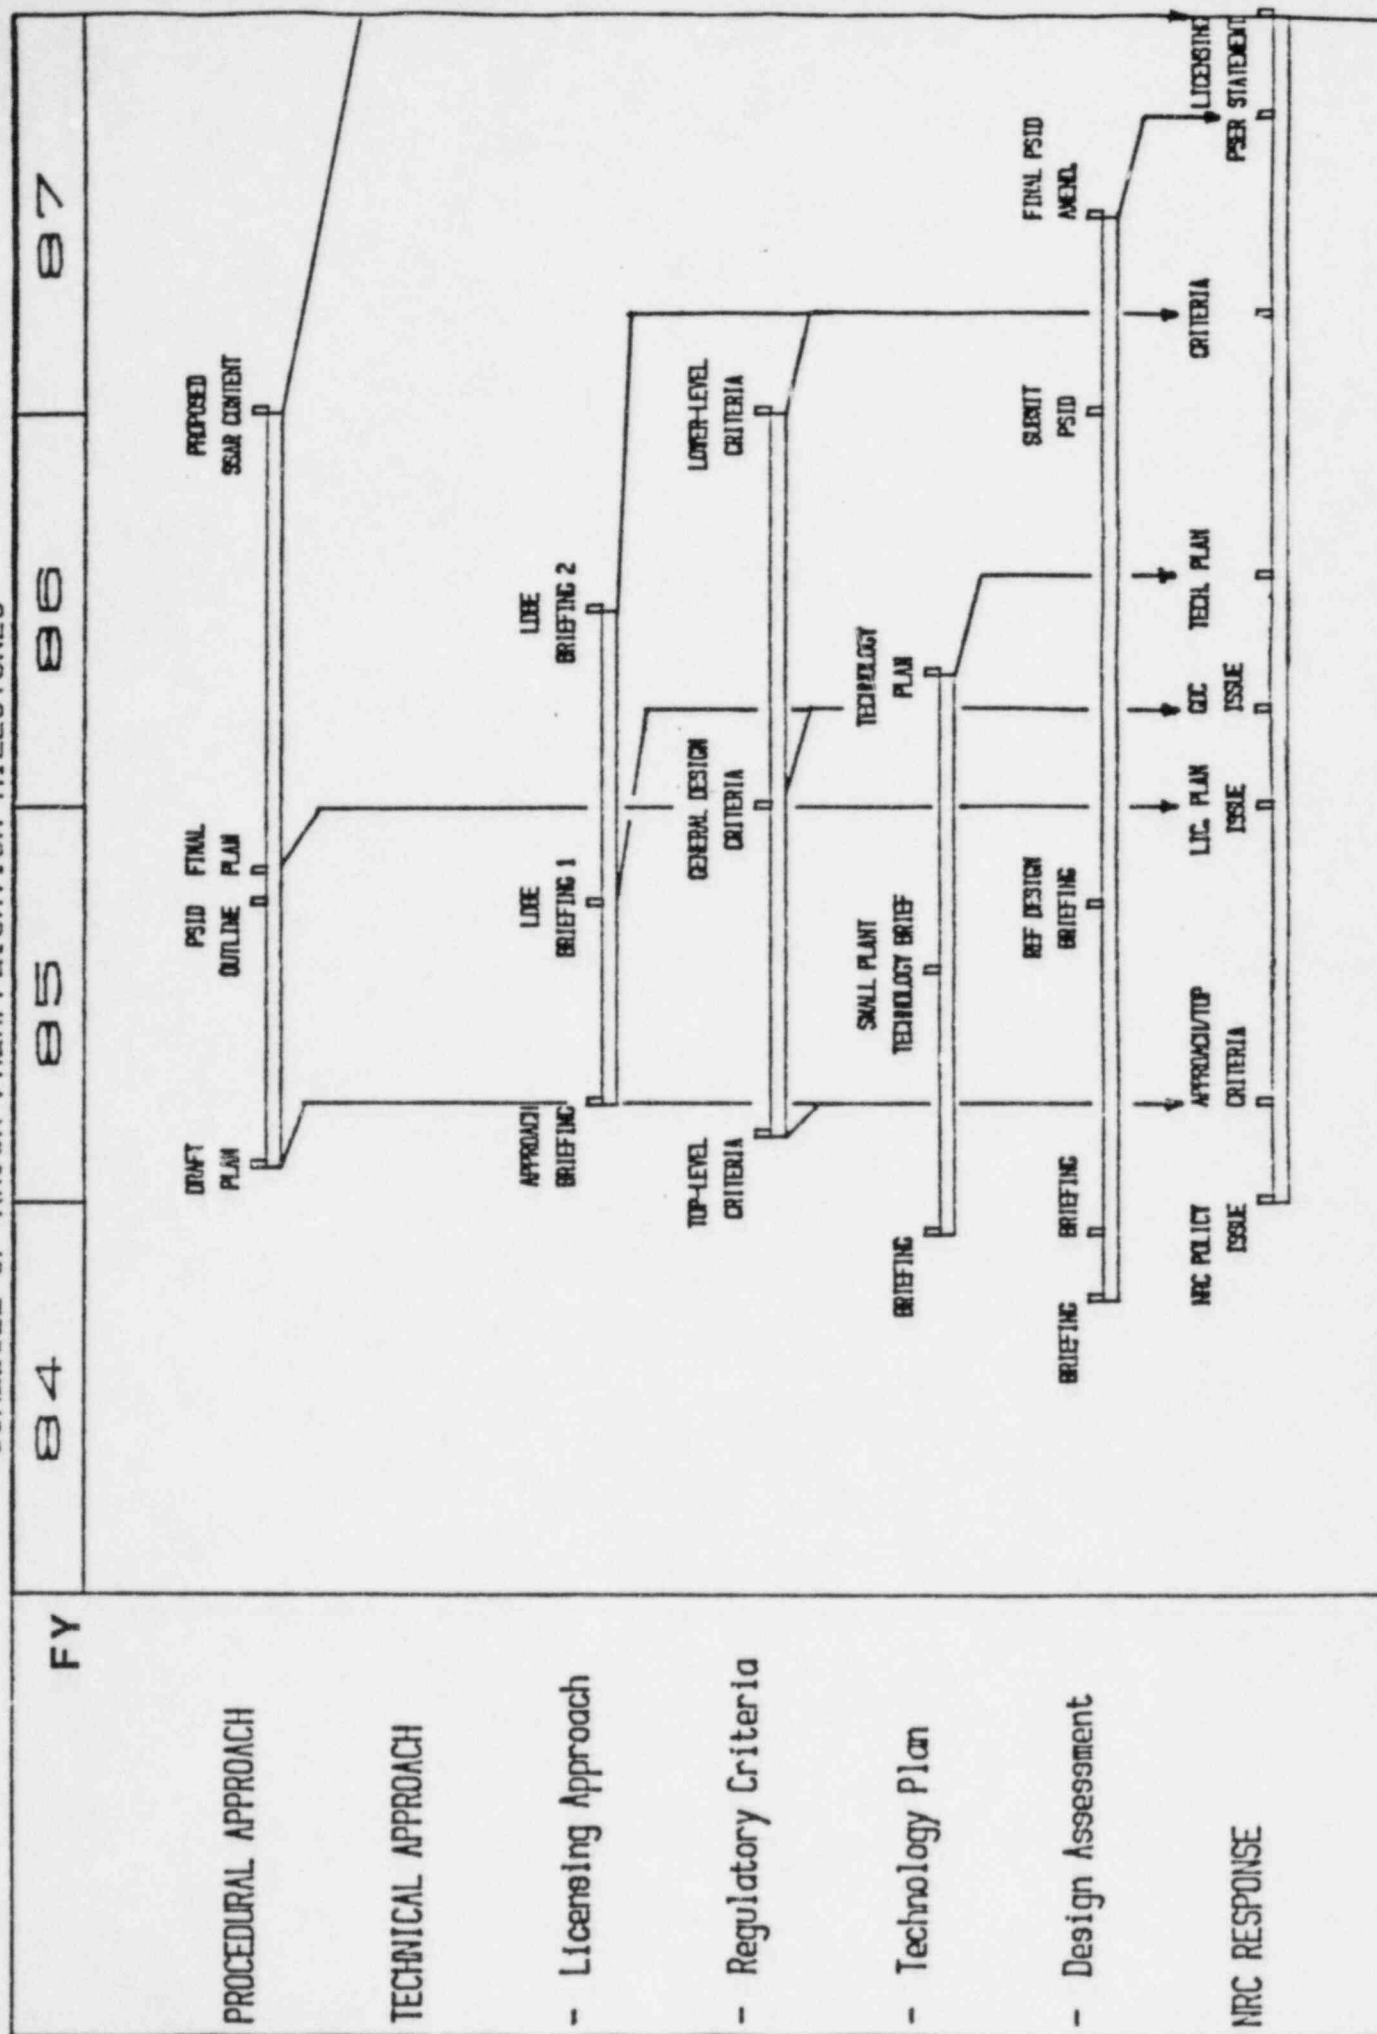 FY 84 85 86 87
PROCEDURAL APPROACH
DRAFT
PLAN
PSID
OUTLINE
FINAL
PLAN
PROPOSED
SSAR CONTENT
TECHNICAL APPROACH
- Licensing Approach
APPROACH
BRIEFING
LDBE
BRIEFING 1
LDBE
BRIEFING 2
- Regulatory Criteria
TOP-LEVEL
CRITERIA
GENERAL DESIGN
CRITERIA
LOWER-LEVEL
CRITERIA
- Technology Plan
BRIEFING
SMALL PLANT
TECHNOLOGY BRIEF
TECHNOLOGY
PLAN
- Design Assessment
BRIEFING
BRIEFING
REF DESIGN
BRIEFING
SUBMIT
PSID
FINAL PSID
AMEND.
NRC RESPONSE
NRC POLICY
ISSUE
APPROACH/TOP
CRITERIA
LIC. PLAN
ISSUE
GDC
ISSUE
TECH. PLAN
CRITERIA
PSER
LICENSING
STATEMENT